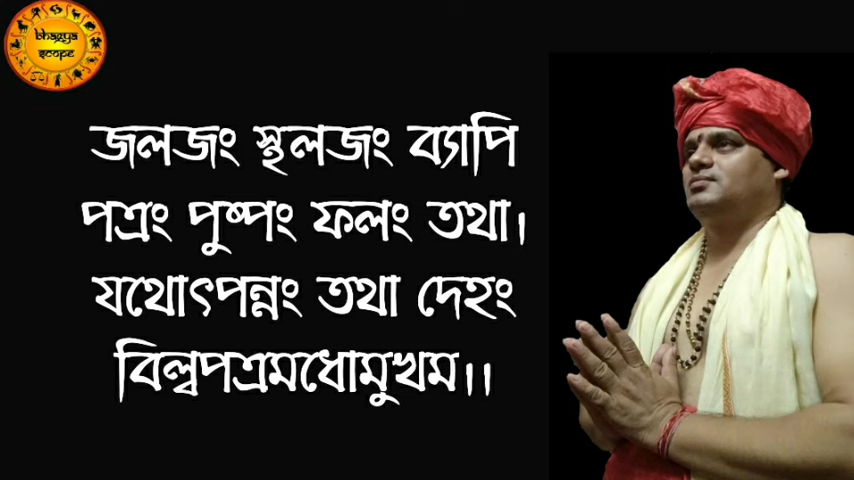 bhagya
scope
জলজং স্থলজং ব্যাপি
পত্রং পুষ্পং ফলং তথা।
যথোৎপন্নং তথা দেহং
বিল্বপত্রমধোমুখম।।